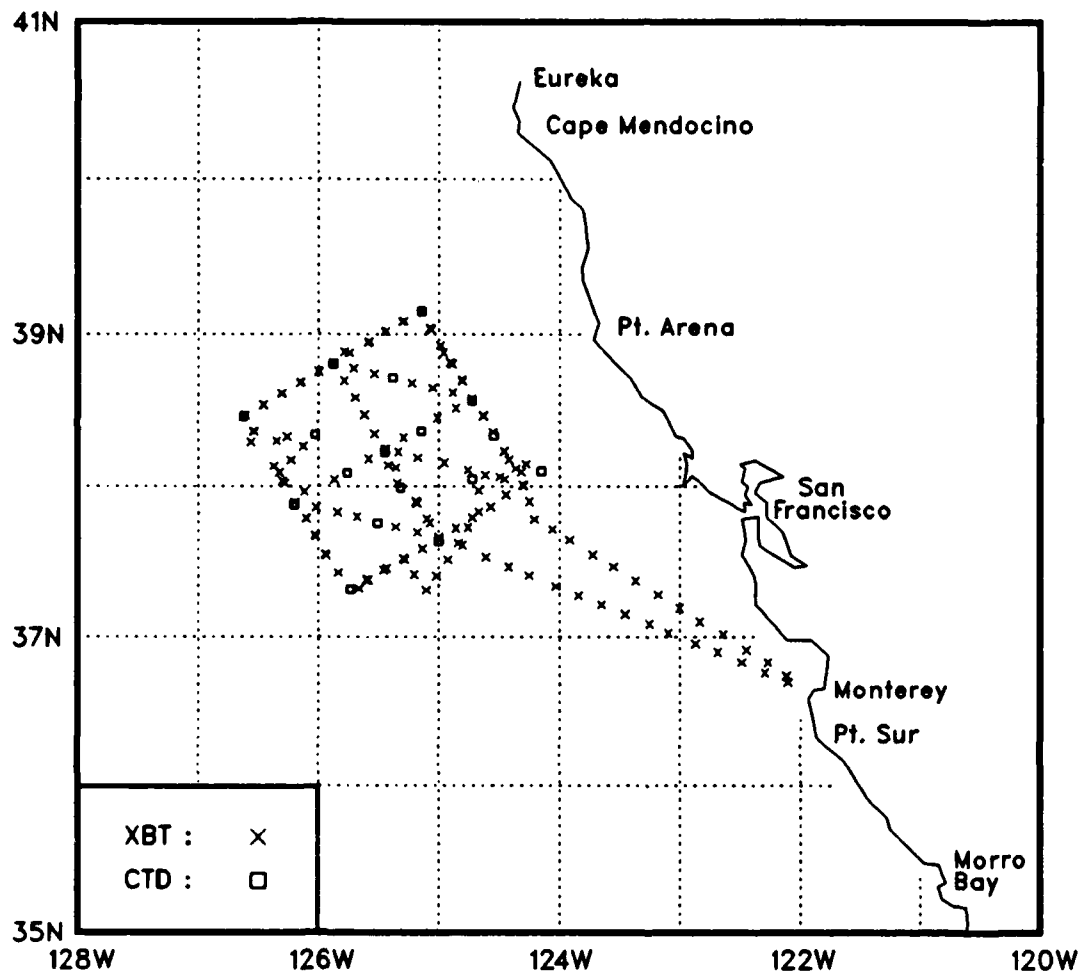 41N
Eureka
Cape Mendocino
39N
Pt. Arena
San
Francisco
37N
Monterey
Pt. Sur
XBT :
CTD :
Morro
Bay
35N
128W
126W
124W
122W
120W